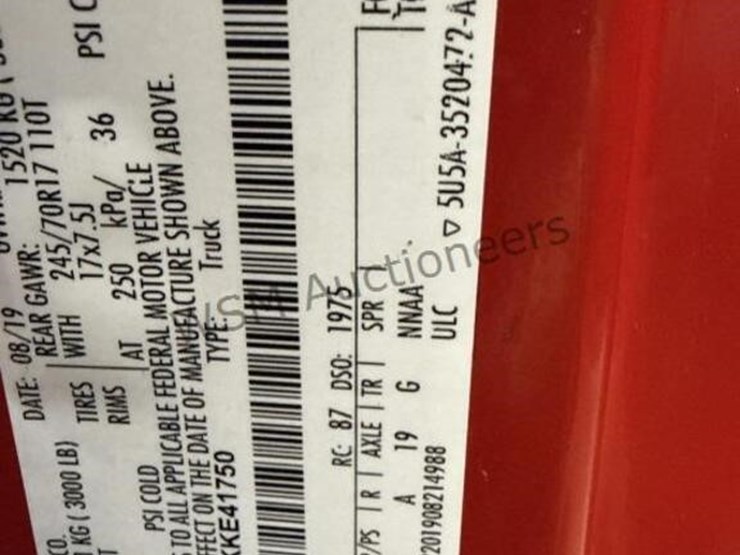 CO. DATE: 08/19
KG ( 3000 LB) REAR GAWR: 1520 KG (
TIRES WITH 245/70R17 110T
RIMS 17x7.5J
PSI COLD AT 250 kPa/ 36 PSI C
TO ALL APPLICABLE FEDERAL MOTOR VEHICLE
FFECT ON THE DATE OF MANUFACTURE SHOWN ABOVE.
KKE41750 TYPE: Truck
RC: 87 DSO: 1975
/PS | R | AXLE | TR | SPR
A 19 G NNAA
201908214988 ULC
▽ 5U5A-3520472-A
Auctioneers